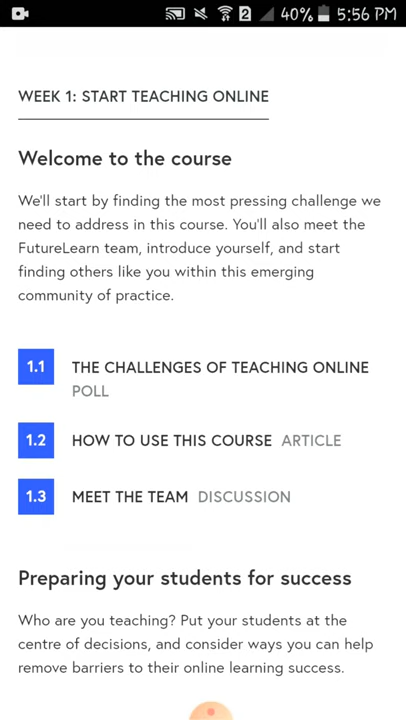 2 40% 5:56 PM
WEEK 1: START TEACHING ONLINE
Welcome to the course
We'll start by finding the most pressing challenge we
need to address in this course. You'll also meet the
FutureLearn team, introduce yourself, and start
finding others like you within this emerging
community of practice.
1.1 THE CHALLENGES OF TEACHING ONLINE
POLL
1.2 HOW TO USE THIS COURSE ARTICLE
1.3 MEET THE TEAM DISCUSSION
Preparing your students for success
Who are you teaching? Put your students at the
centre of decisions, and consider ways you can help
remove barriers to their online learning success.